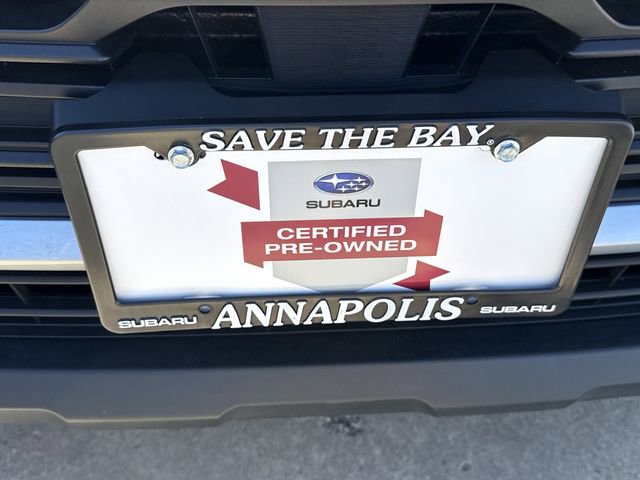 SAVE THE BAY®
SUBARU
CERTIFIED
PRE-OWNED
SUBARU ANNAPOLIS SUBARU